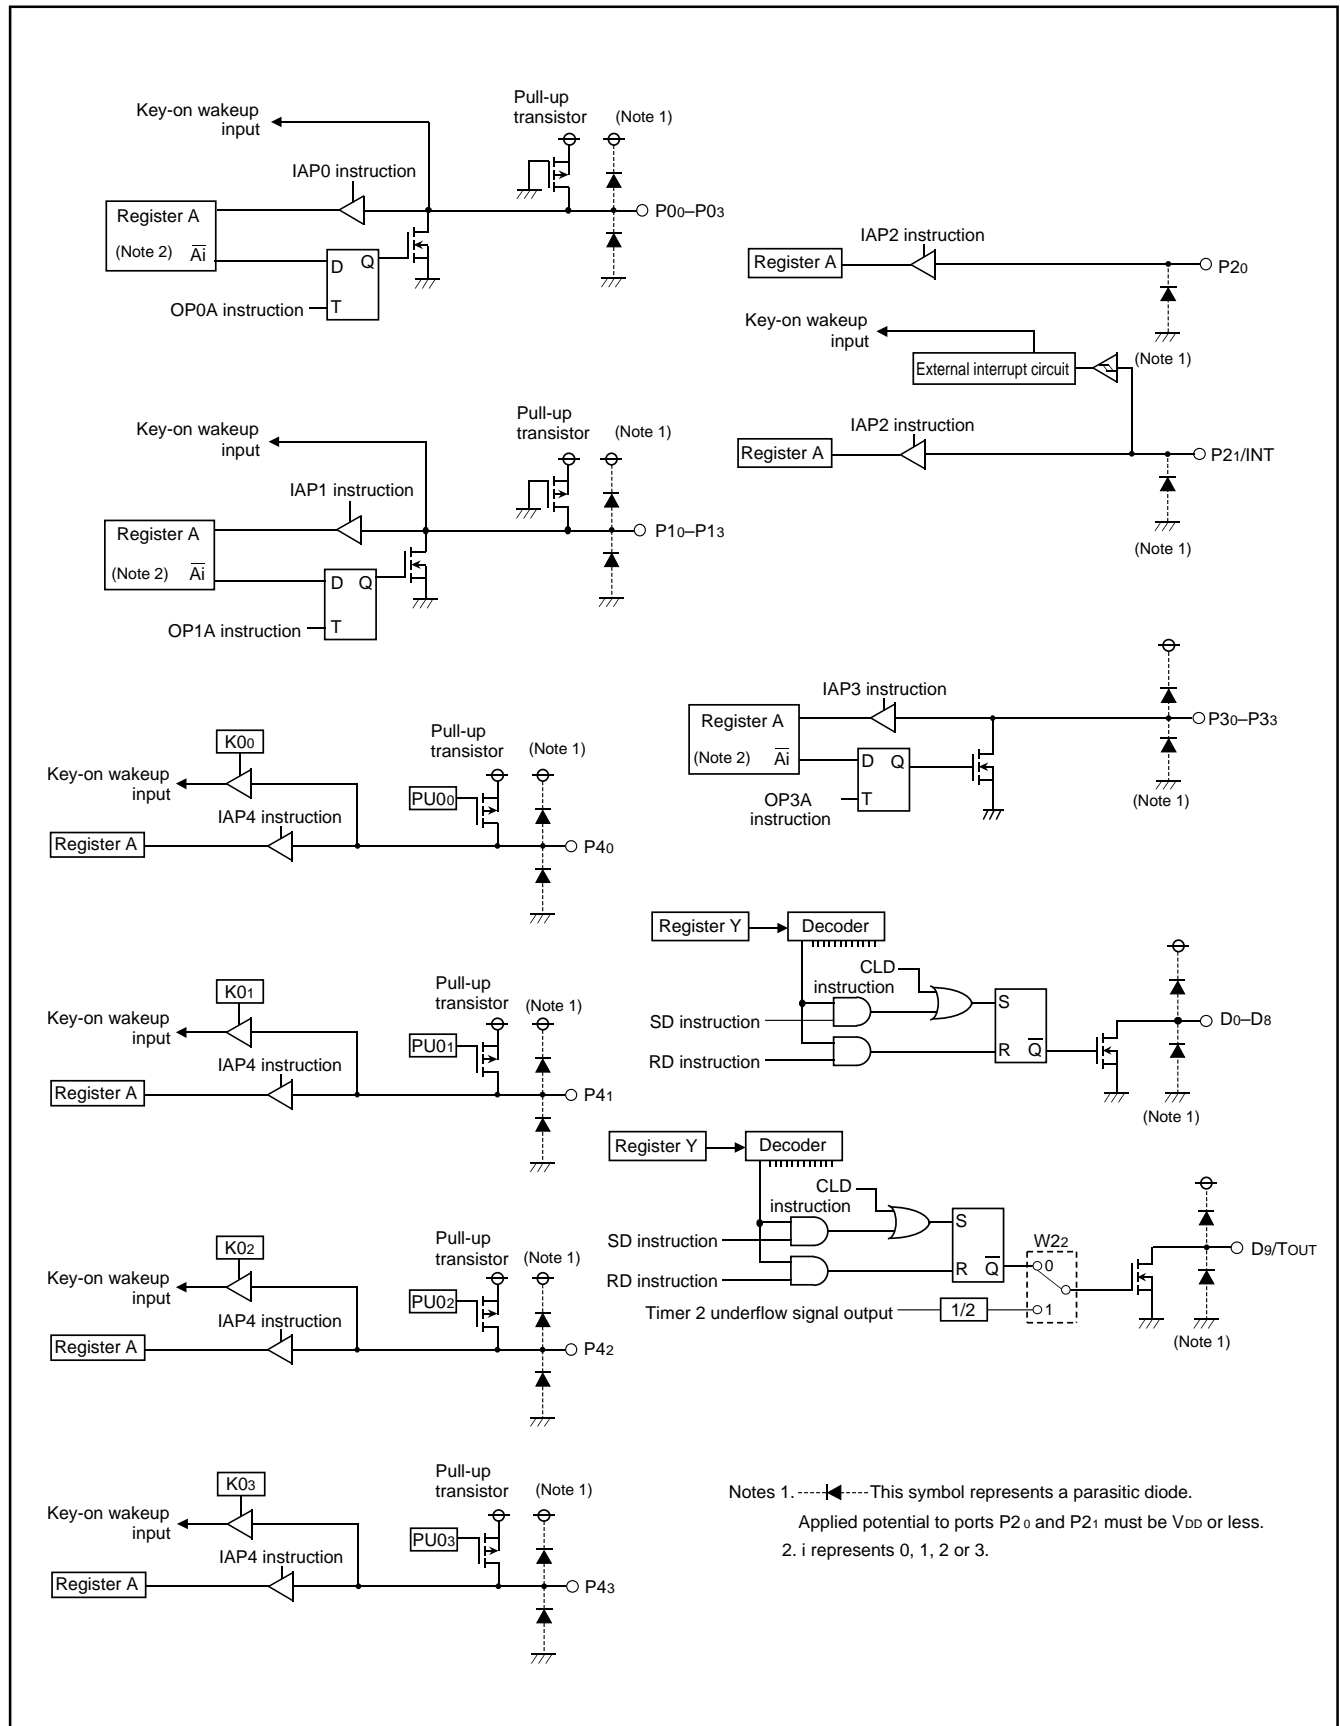 Key-on wakeup
input
Pull-up
transistor
(Note 1)
IAP0 instruction
Register A
(Note 2) Ai
D Q
T
OP0A instruction
P00–P03
Key-on wakeup
input
Pull-up
transistor
(Note 1)
IAP1 instruction
Register A
(Note 2) Ai
D Q
T
OP1A instruction
P10–P13
K00
Key-on wakeup
input
IAP4 instruction
Register A
Pull-up
transistor
(Note 1)
PU00
P40
K01
Key-on wakeup
input
IAP4 instruction
Register A
Pull-up
transistor
(Note 1)
PU01
P41
K02
Key-on wakeup
input
IAP4 instruction
Register A
Pull-up
transistor
(Note 1)
PU02
P42
K03
Key-on wakeup
input
IAP4 instruction
Register A
Pull-up
transistor
(Note 1)
PU03
P43
IAP2 instruction
Register A
P20
(Note 1)
Key-on wakeup
input
External interrupt circuit
IAP2 instruction
Register A
P21/INT
(Note 1)
IAP3 instruction
Register A
(Note 2) Ai
D Q
T
OP3A
instruction
P30–P33
(Note 1)
Register Y
Decoder
CLD
instruction
SD instruction
RD instruction
S
R Q
D0–D8
(Note 1)
Register Y
Decoder
CLD
instruction
SD instruction
RD instruction
S
R Q
W22
0
1
Timer 2 underflow signal output
1/2
D9/TOUT
(Note 1)
Notes 1. This symbol represents a parasitic diode.
Applied potential to ports P20 and P21 must be VDD or less.
2. i represents 0, 1, 2 or 3.